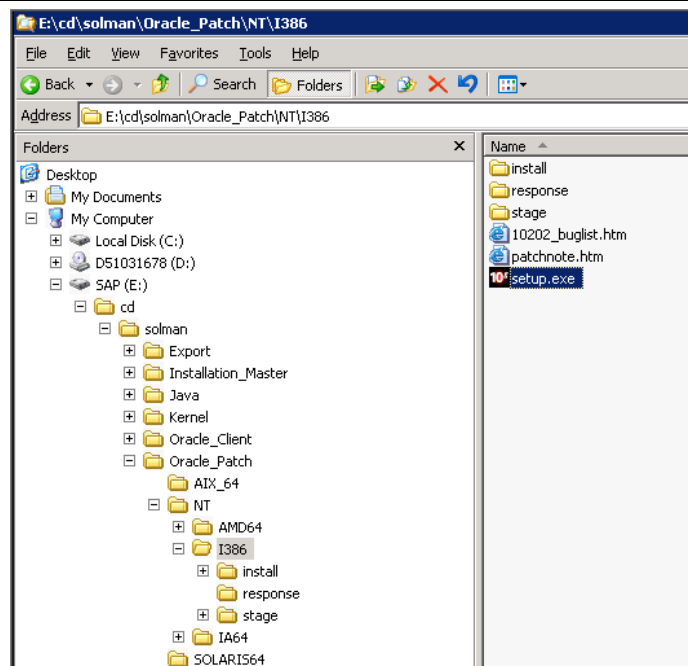 E:\cd\solman\Oracle_Patch\NT\I386
File Edit View Favorites Tools Help
Back Search Folders
Address E:\cd\solman\Oracle_Patch\NT\I386
Folders x
Name
Desktop
My Documents
My Computer
Local Disk (C:)
D51031678 (D:)
SAP (E:)
cd
solman
Export
Installation_Master
Java
Kernel
Oracle_Client
Oracle_Patch
AIX_64
NT
AMD64
I386
install
response
stage
IA64
SOLARIS64
install
response
stage
10202_buglist.htm
patchnote.htm
setup.exe